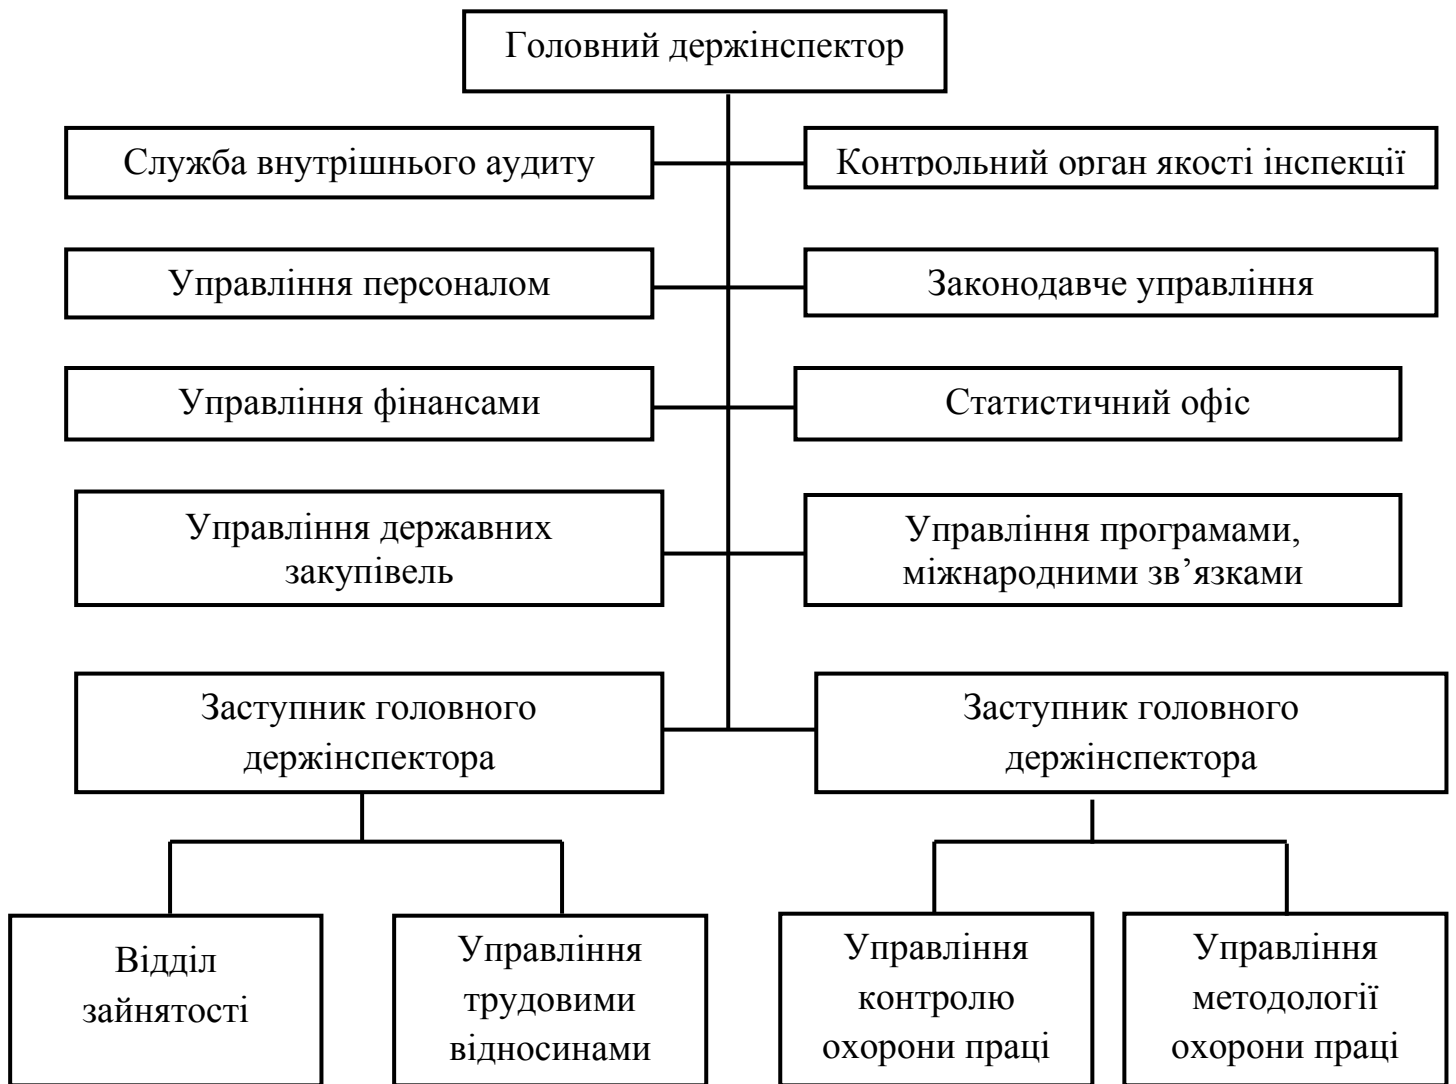 Головний держінспектор
Служба внутрішнього аудиту
Контрольний орган якості інспекції
Управління персоналом
Законодавче управління
Управління фінансами
Статистичний офіс
Управління державних
закупівель
Управління програмами,
міжнародними зв’язками
Заступник головного
держінспектора
Заступник головного
держінспектора
Відділ
зайнятості
Управління
трудовими
відносинами
Управління
контролю
охорони праці
Управління
методології
охорони праці